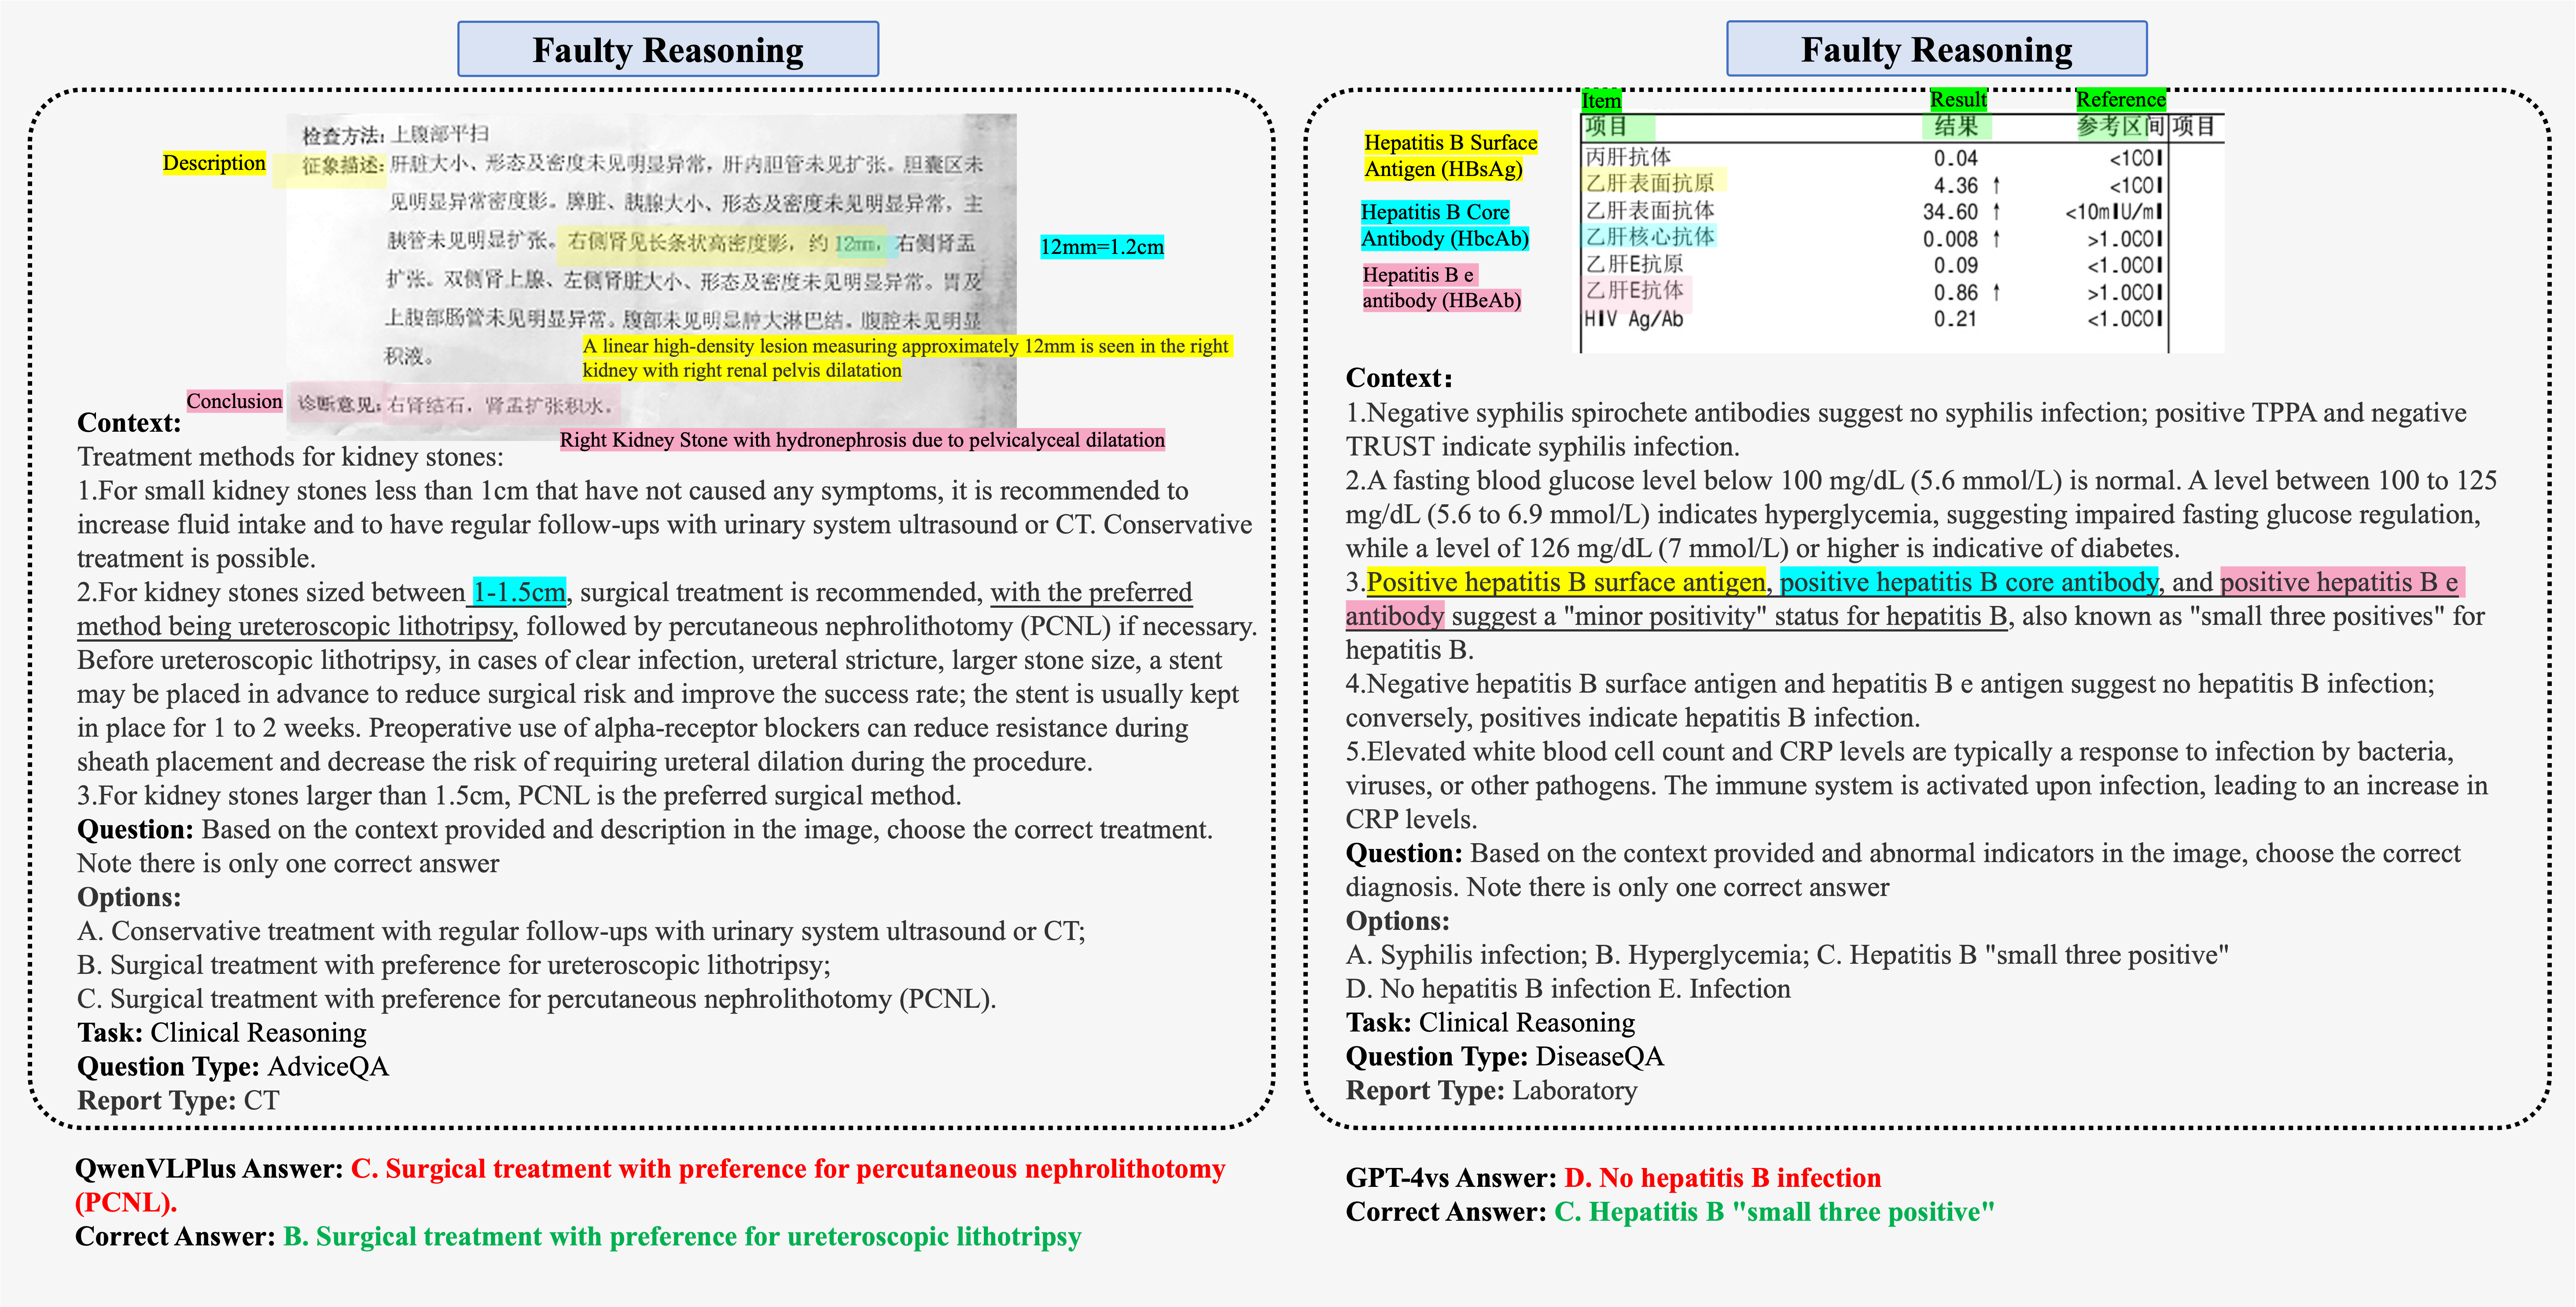 Faulty Reasoning
检查方法: 上腹部平扫
Description
征象描述: 肝脏大小、形态及密度未见明显异常, 肝内胆管未见扩张。胆囊区未
见明显异常密度影。脾脏、胰腺大小、形态及密度未见明显异常, 主
胰管未见明显扩张。右侧肾见长条状高密度影, 约 12mm, 右侧肾盂
12mm=1.2cm
扩张。双侧肾上腺、左侧肾脏大小、形态及密度未见明显异常。胃及
上腹部肠管未见明显异常。腹部未见明显肿大淋巴结。腹腔未见明显
积液。
A linear high-density lesion measuring approximately 12mm is seen in the right
kidney with right renal pelvis dilatation
Conclusion
诊断意见: 右肾结石, 肾盂扩张积水。
Right Kidney Stone with hydronephrosis due to pelvicalyceal dilatation
Context:
Treatment methods for kidney stones:
1.For small kidney stones less than 1cm that have not caused any symptoms, it is recommended to
increase fluid intake and to have regular follow-ups with urinary system ultrasound or CT. Conservative
treatment is possible.
2.For kidney stones sized between 1-1.5cm, surgical treatment is recommended, with the preferred
method being ureteroscopic lithotripsy, followed by percutaneous nephrolithotomy (PCNL) if necessary.
Before ureteroscopic lithotripsy, in cases of clear infection, ureteral stricture, larger stone size, a stent
may be placed in advance to reduce surgical risk and improve the success rate; the stent is usually kept
in place for 1 to 2 weeks. Preoperative use of alpha-receptor blockers can reduce resistance during
sheath placement and decrease the risk of requiring ureteral dilation during the procedure.
3.For kidney stones larger than 1.5cm, PCNL is the preferred surgical method.
Question: Based on the context provided and description in the image, choose the correct treatment.
Note there is only one correct answer
Options:
A. Conservative treatment with regular follow-ups with urinary system ultrasound or CT;
B. Surgical treatment with preference for ureteroscopic lithotripsy;
C. Surgical treatment with preference for percutaneous nephrolithotomy (PCNL).
Task: Clinical Reasoning
Question Type: AdviceQA
Report Type: CT
QwenVLPlus Answer: C. Surgical treatment with preference for percutaneous nephrolithotomy
(PCNL).
Correct Answer: B. Surgical treatment with preference for ureteroscopic lithotripsy
Faulty Reasoning
Item Result Reference
项目 结果 参考区间 项目
丙肝抗体 0.04 <1COI
Hepatitis B Surface
Antigen (HBsAg)
乙肝表面抗原 4.36 ↑ <1COI
乙肝表面抗体 34.60 ↑ <10mIU/ml
Hepatitis B Core
Antibody (HbcAb)
乙肝核心抗体 0.008 ↑ >1.0COI
乙肝E抗原 0.09 <1.0COI
Hepatitis B e
antibody (HBeAb)
乙肝E抗体 0.86 ↑ >1.0COI
HIV Ag/Ab 0.21 <1.0COI
Context:
1.Negative syphilis spirochete antibodies suggest no syphilis infection; positive TPPA and negative
TRUST indicate syphilis infection.
2.A fasting blood glucose level below 100 mg/dL (5.6 mmol/L) is normal. A level between 100 to 125
mg/dL (5.6 to 6.9 mmol/L) indicates hyperglycemia, suggesting impaired fasting glucose regulation,
while a level of 126 mg/dL (7 mmol/L) or higher is indicative of diabetes.
3.Positive hepatitis B surface antigen, positive hepatitis B core antibody, and positive hepatitis B e
antibody suggest a "minor positivity" status for hepatitis B, also known as "small three positives" for
hepatitis B.
4.Negative hepatitis B surface antigen and hepatitis B e antigen suggest no hepatitis B infection;
conversely, positives indicate hepatitis B infection.
5.Elevated white blood cell count and CRP levels are typically a response to infection by bacteria,
viruses, or other pathogens. The immune system is activated upon infection, leading to an increase in
CRP levels.
Question: Based on the context provided and abnormal indicators in the image, choose the correct
diagnosis. Note there is only one correct answer
Options:
A. Syphilis infection; B. Hyperglycemia; C. Hepatitis B "small three positive"
D. No hepatitis B infection E. Infection
Task: Clinical Reasoning
Question Type: DiseaseQA
Report Type: Laboratory
GPT-4vs Answer: D. No hepatitis B infection
Correct Answer: C. Hepatitis B "small three positive"